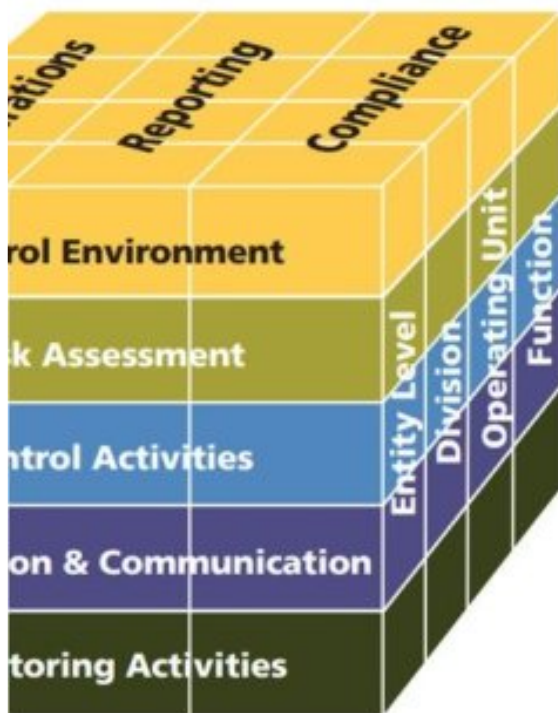 rations
Reporting
Compliance
rol Environment
sk Assessment
ntrol Activities
on & Communication
toring Activities
Entity Level
Division
Operating Unit
Function